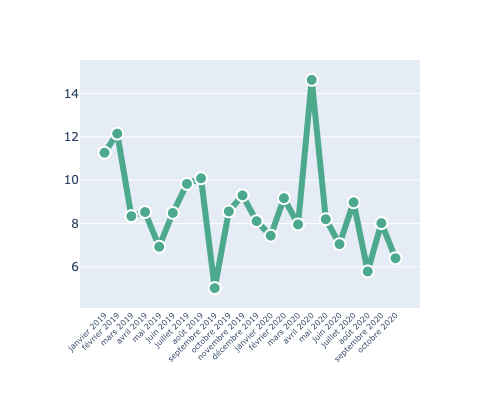 14
12
10
8
6
janvier 2019
février 2019
mars 2019
avril 2019
mai 2019
juin 2019
juillet 2019
août 2019
septembre 2019
octobre 2019
novembre 2019
décembre 2019
janvier 2020
février 2020
mars 2020
avril 2020
mai 2020
juin 2020
juillet 2020
août 2020
septembre 2020
octobre 2020